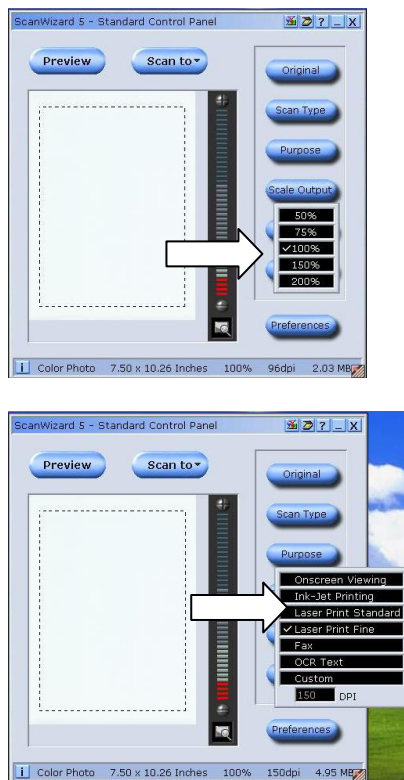 ScanWizard 5 - Standard Control Panel ? _ X
Preview Scan to
Original
Scan Type
Purpose
Scale Output
50%
75%
✓100%
150%
200%
Preferences
i Color Photo 7.50 x 10.26 Inches 100% 96dpi 2.03 MB
ScanWizard 5 - Standard Control Panel ? _ X
Preview Scan to
Original
Scan Type
Purpose
Onscreen Viewing
Ink-Jet Printing
Laser Print Standard
✓Laser Print Fine
Fax
OCR Text
Custom
150 DPI
Preferences
i Color Photo 7.50 x 10.26 Inches 100% 150dpi 4.95 MB